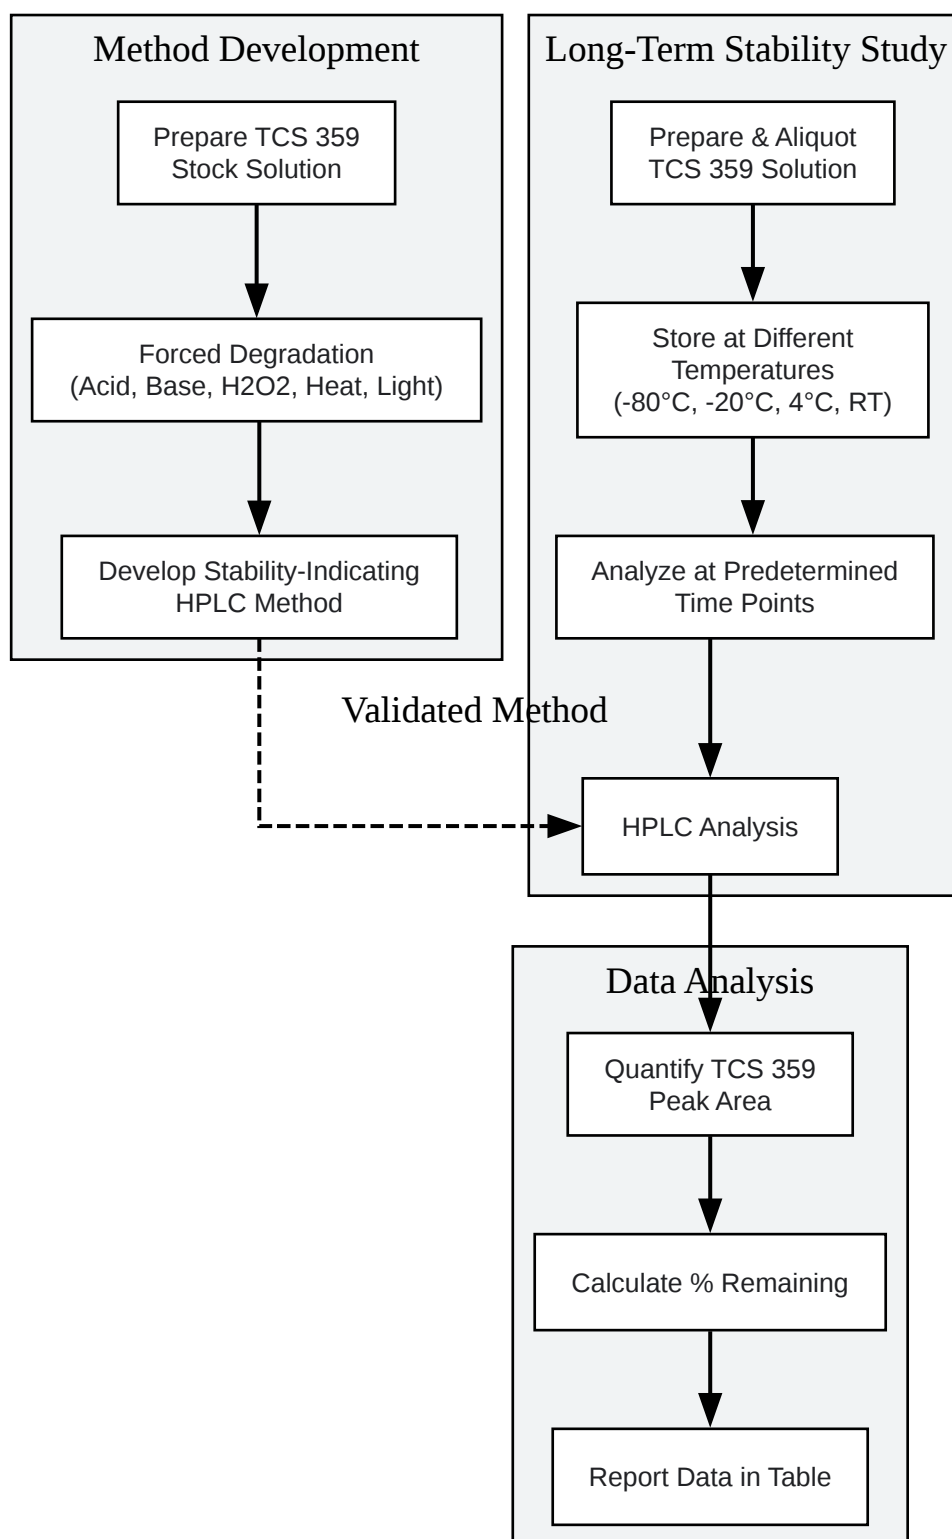 Method Development
Prepare TCS 359
Stock Solution
Forced Degradation
(Acid, Base, H2O2, Heat, Light)
Develop Stability-Indicating
HPLC Method
Validated Method
Long-Term Stability Study
Prepare & Aliquot
TCS 359 Solution
Store at Different
Temperatures
(-80°C, -20°C, 4°C, RT)
Analyze at Predetermined
Time Points
HPLC Analysis
Data Analysis
Quantify TCS 359
Peak Area
Calculate % Remaining
Report Data in Table